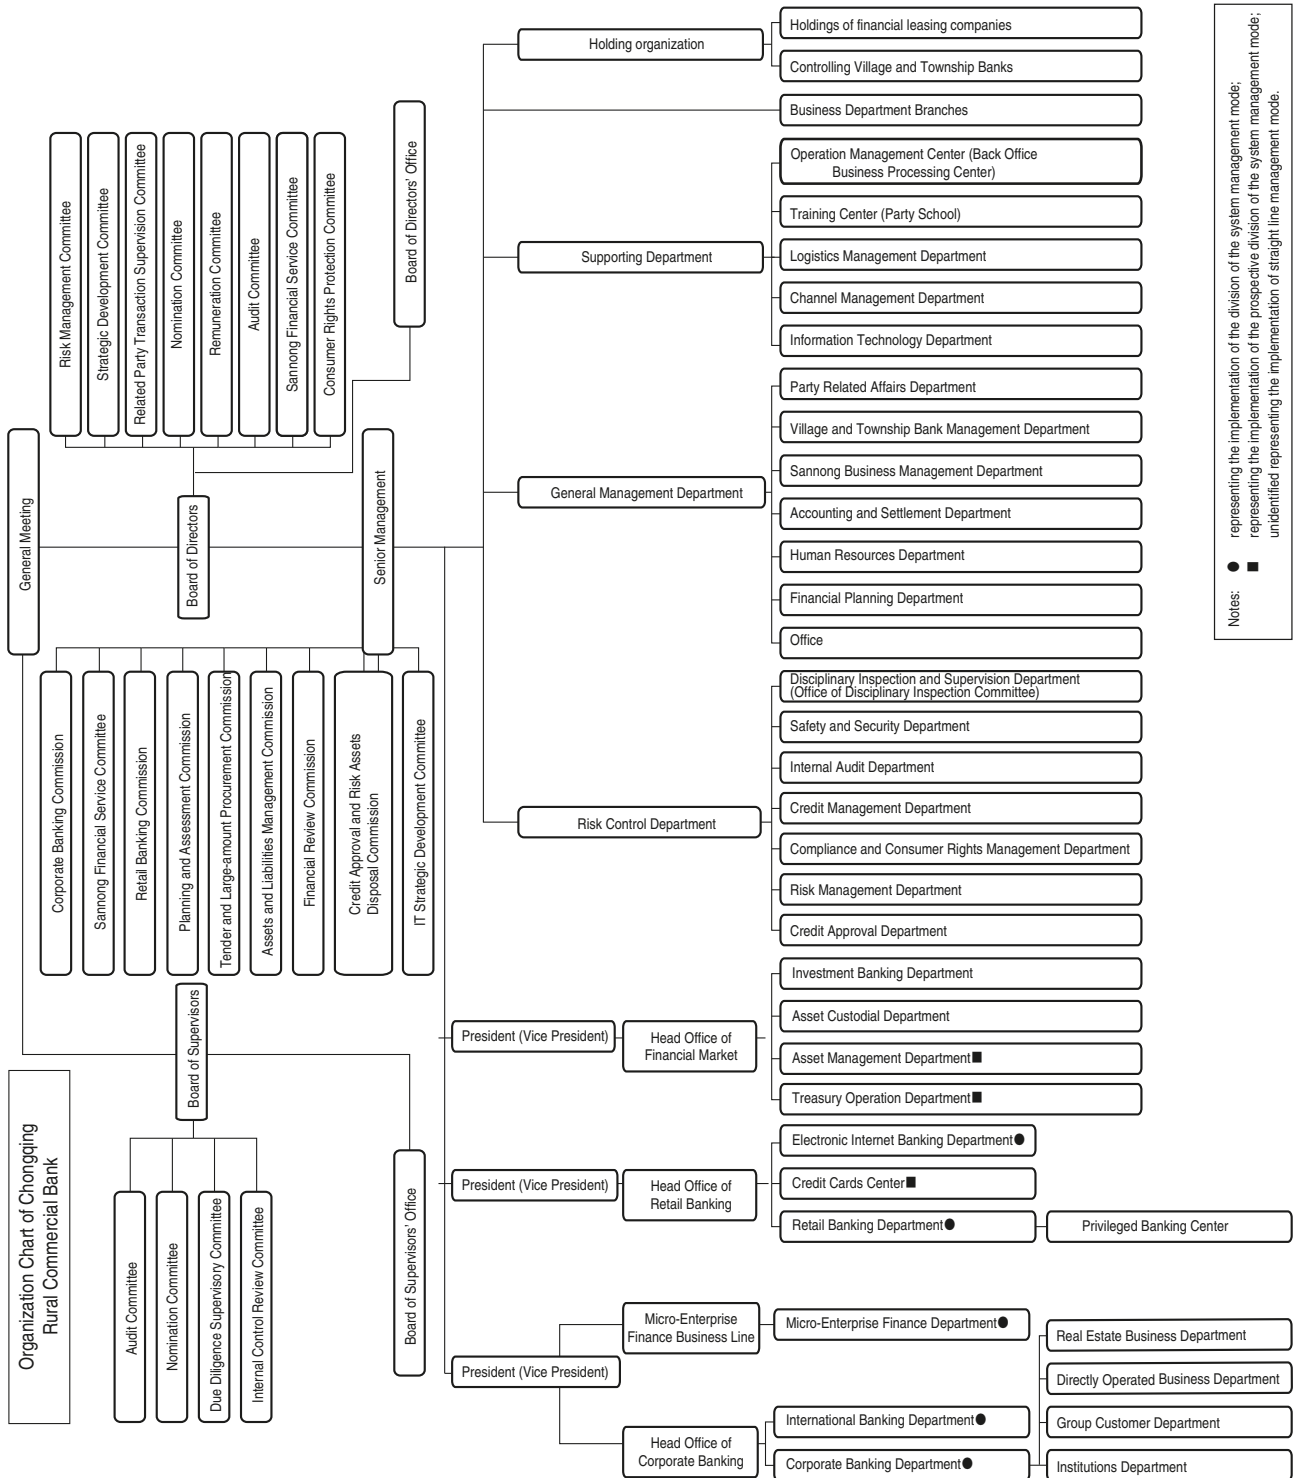 Organization Chart of Chongqing
Rural Commercial Bank
General Meeting
Board of Directors
Board of Supervisors
Senior Management
Risk Management Committee
Strategic Development Committee
Related Party Transaction Supervision Committee
Nomination Committee
Remuneration Committee
Audit Committee
Sannong Financial Service Committee
Consumer Rights Protection Committee
Board of Directors' Office
Corporate Banking Commission
Sannong Financial Service Committee
Retail Banking Commission
Planning and Assessment Commission
Tender and Large-amount Procurement Commission
Assets and Liabilities Management Commission
Financial Review Commission
Credit Approval and Risk Assets
Disposal Commission
IT Strategic Development Committee
Audit Committee
Nomination Committee
Due Diligence Supervisory Committee
Internal Control Review Committee
Board of Supervisors' Office
Holding organization
Holdings of financial leasing companies
Controlling Village and Township Banks
Business Department Branches
Supporting Department
Operation Management Center (Back Office
Business Processing Center)
Training Center (Party School)
Logistics Management Department
Channel Management Department
Information Technology Department
General Management Department
Party Related Affairs Department
Village and Township Bank Management Department
Sannong Business Management Department
Accounting and Settlement Department
Human Resources Department
Financial Planning Department
Office
Risk Control Department
Disciplinary Inspection and Supervision Department
(Office of Disciplinary Inspection Committee)
Safety and Security Department
Internal Audit Department
Credit Management Department
Compliance and Consumer Rights Management Department
Risk Management Department
Credit Approval Department
President (Vice President)
Head Office of
Financial Market
Investment Banking Department
Asset Custodial Department
Asset Management Department■
Treasury Operation Department■
President (Vice President)
Head Office of
Retail Banking
Electronic Internet Banking Department●
Credit Cards Center■
Retail Banking Department●
Privileged Banking Center
President (Vice President)
Micro-Enterprise
Finance Business Line
Micro-Enterprise Finance Department●
Head Office of
Corporate Banking
International Banking Department●
Corporate Banking Department●
Real Estate Business Department
Directly Operated Business Department
Group Customer Department
Institutions Department
Notes: ● representing the implementation of the division of the system management mode;
■ representing the implementation of the prospective division of the system management mode;
unidentified representing the implementation of straight line management mode.